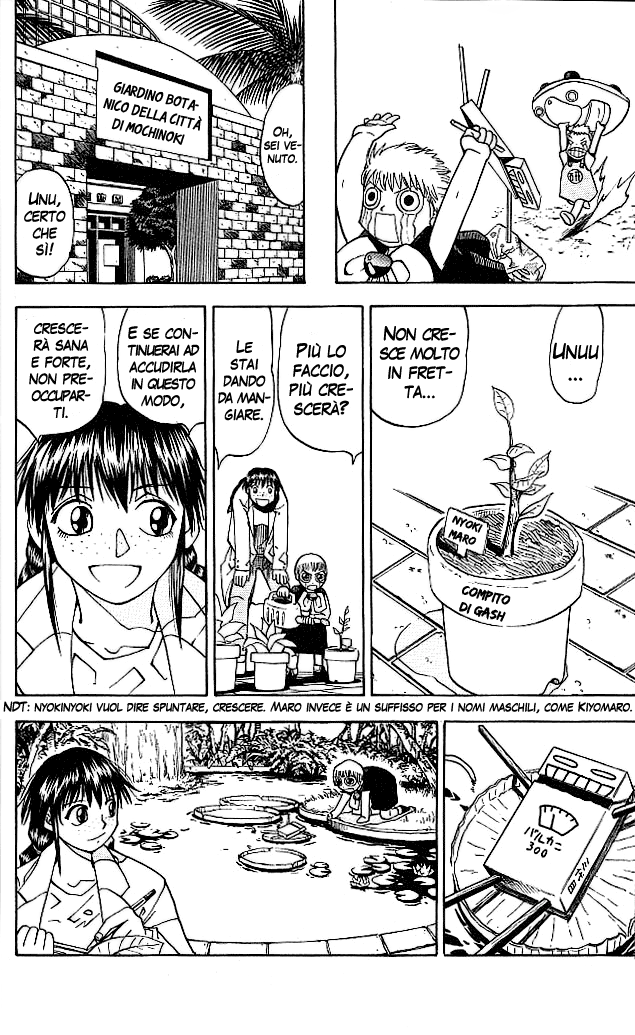 GIARDINO BOTA-
NICO DELLA CITTÀ
DI MOCHINOKI
OH,
SEI VE-
NUTO.
UNU,
CERTO
CHE
SÌ!
UNUU
...
NON CRE-
SCE MOLTO
IN FRET-
TA...
NYOKI
MARO
COMPITO
DI GASH
PIÙ LO
FACCIO,
PIÙ CRE-
SCERÀ?
LE
STAI
DANDO
DA MAN-
GIARE.
E SE CON-
TINUERAI AD
ACCUDIRLA
IN QUESTO
MODO,
CRESCE-
RÀ SANA
E FORTE,
NON PRE-
OCCUPAR-
TI.
NDT: NYOKINYOKI VUOL DIRE SPUNTARE, CRESCERE. MARO INVECE È UN SUFFISSO PER I NOMI MASCHILI, COME KIYOMARO.
バルカン
300